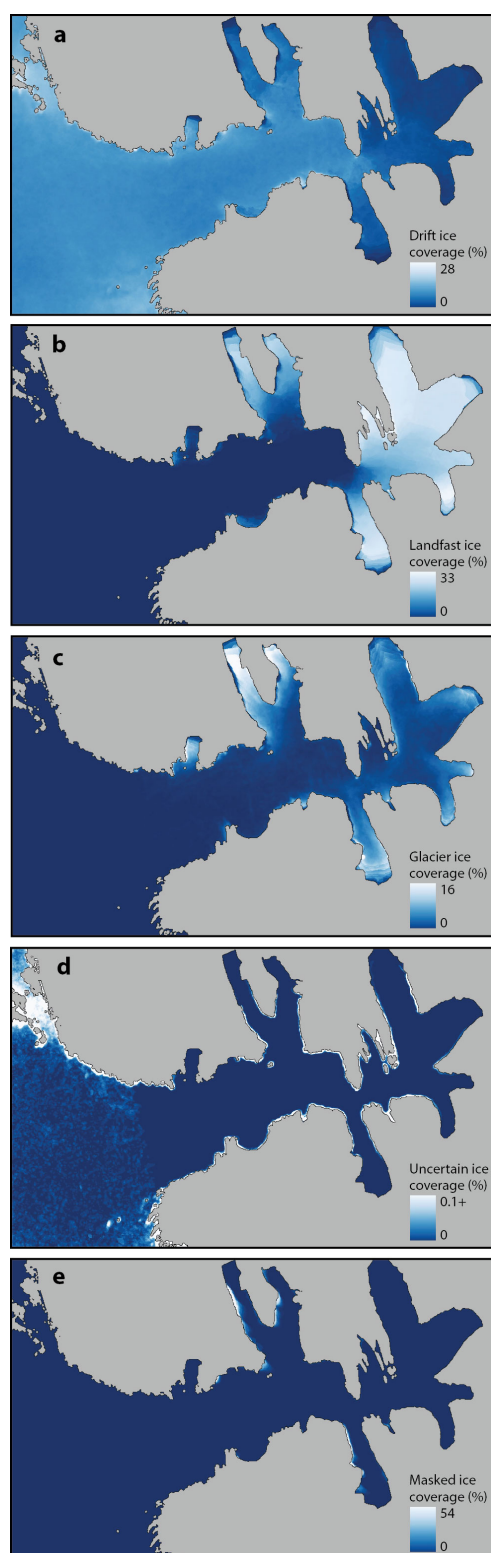 a
Drift ice
coverage (%)
28
0
b
Landfast ice
coverage (%)
33
0
c
Glacier ice
coverage (%)
16
0
d
Uncertain ice
coverage (%)
0.1+
0
e
Masked ice
coverage (%)
54
0